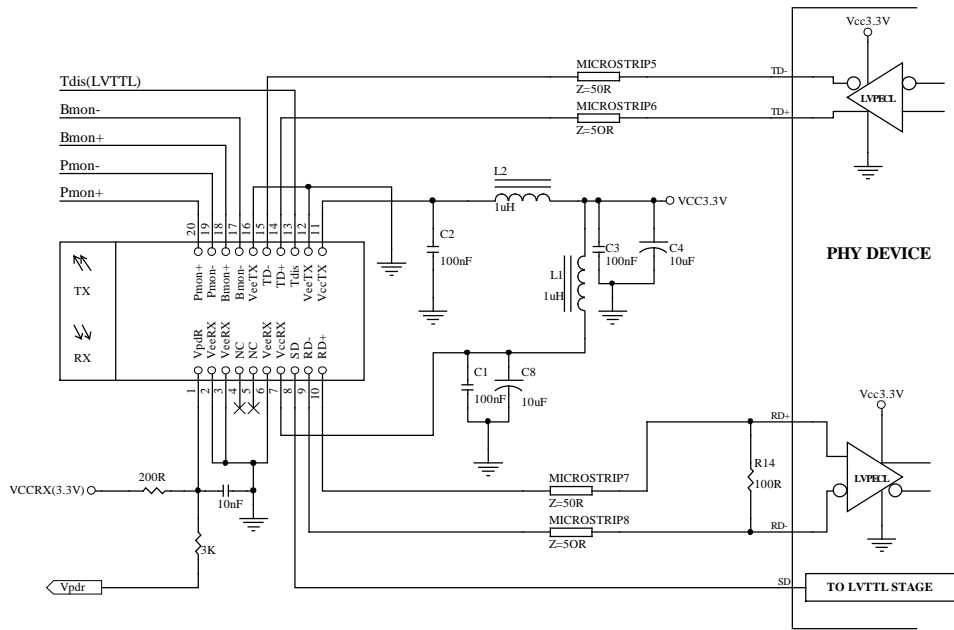 Vcc3.3V
Tdis(LVTTL)
MICROSTRIP5
Z=50R
TD-
LVPECL
Bmon-
MICROSTRIP6
Z=5OR
TD+
Bmon+
Pmon-
Pmon+
L2
1uH
VCC3.3V
20
19
18
17
16
15
14
13
12
11
C2
100nF
C3
100nF
C4
10uF
PHY DEVICE
TX
Pmon+
Pmon-
Bmon+
Bmon-
VeeTX
TD-
TD+
Tdis
VeeTX
VccTX
L1
1uH
RX
VpdR
VeeRX
VeeRX
NC
NC
VeeRX
VccRX
SD
RD-
RD+
1
2
3
4
5
6
7
8
9
10
C1
100nF
C8
10uF
Vcc3.3V
RD+
200R
VCCRX(3.3V)
10nF
MICROSTRIP7
Z=50R
R14
100R
LVPECL
MICROSTRIP8
Z=5OR
RD-
3K
Vpdr
SD
TO LVTTL STAGE